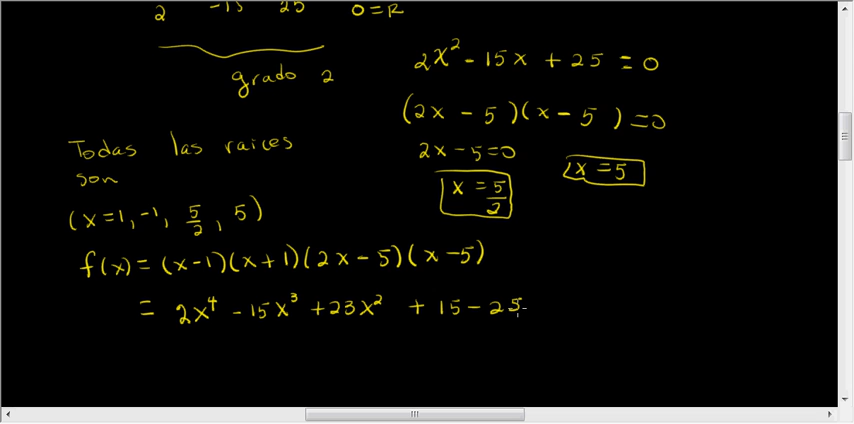 2 -15 25 0=R
grado 2
2x² - 15x + 25 = 0
(2x - 5)(x - 5) = 0
2x - 5=0
x = 5/2
x = 5
Todas las raices
son
(x=1, -1, 5/2, 5)
f(x) = (x-1)(x+1)(2x-5)(x-5)
= 2x⁴ - 15x³ + 23x² + 15 - 25